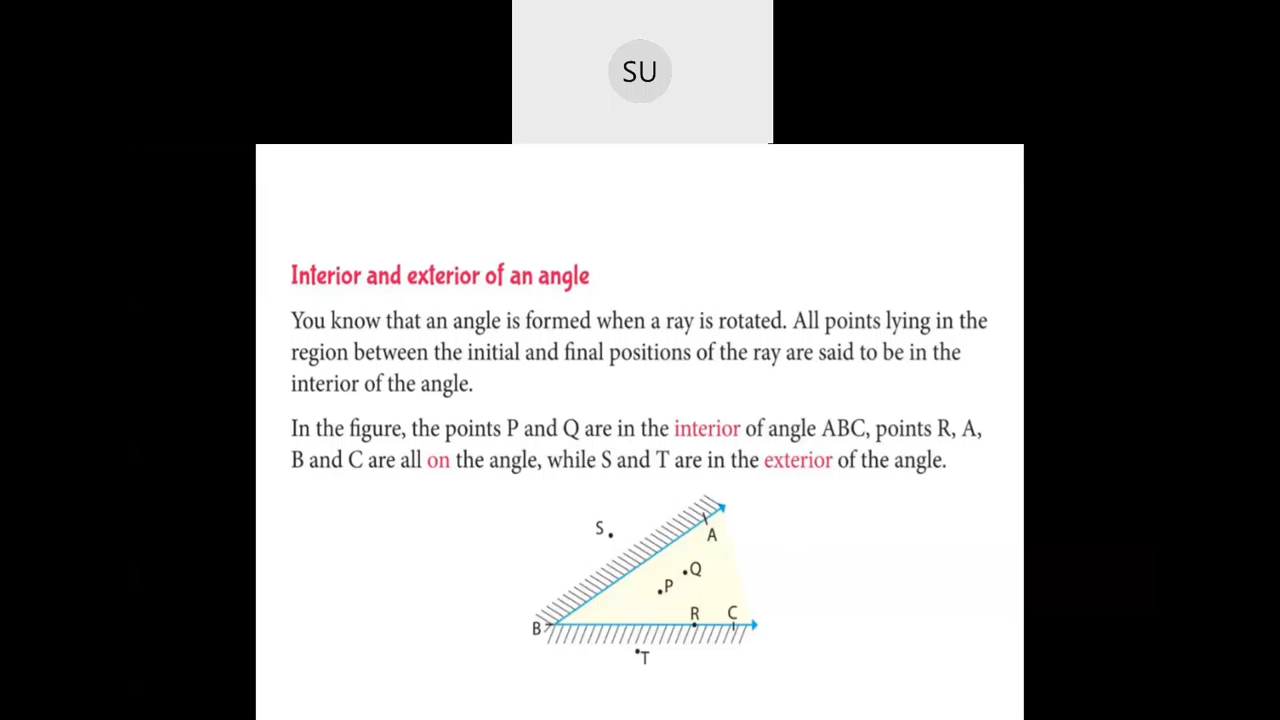 SU
Interior and exterior of an angle
You know that an angle is formed when a ray is rotated. All points lying in the
region between the initial and final positions of the ray are said to be in the
interior of the angle.
In the figure, the points P and Q are in the interior of angle ABC, points R, A,
B and C are all on the angle, while S and T are in the exterior of the angle.
S
A
Q
P
R
C
B
T